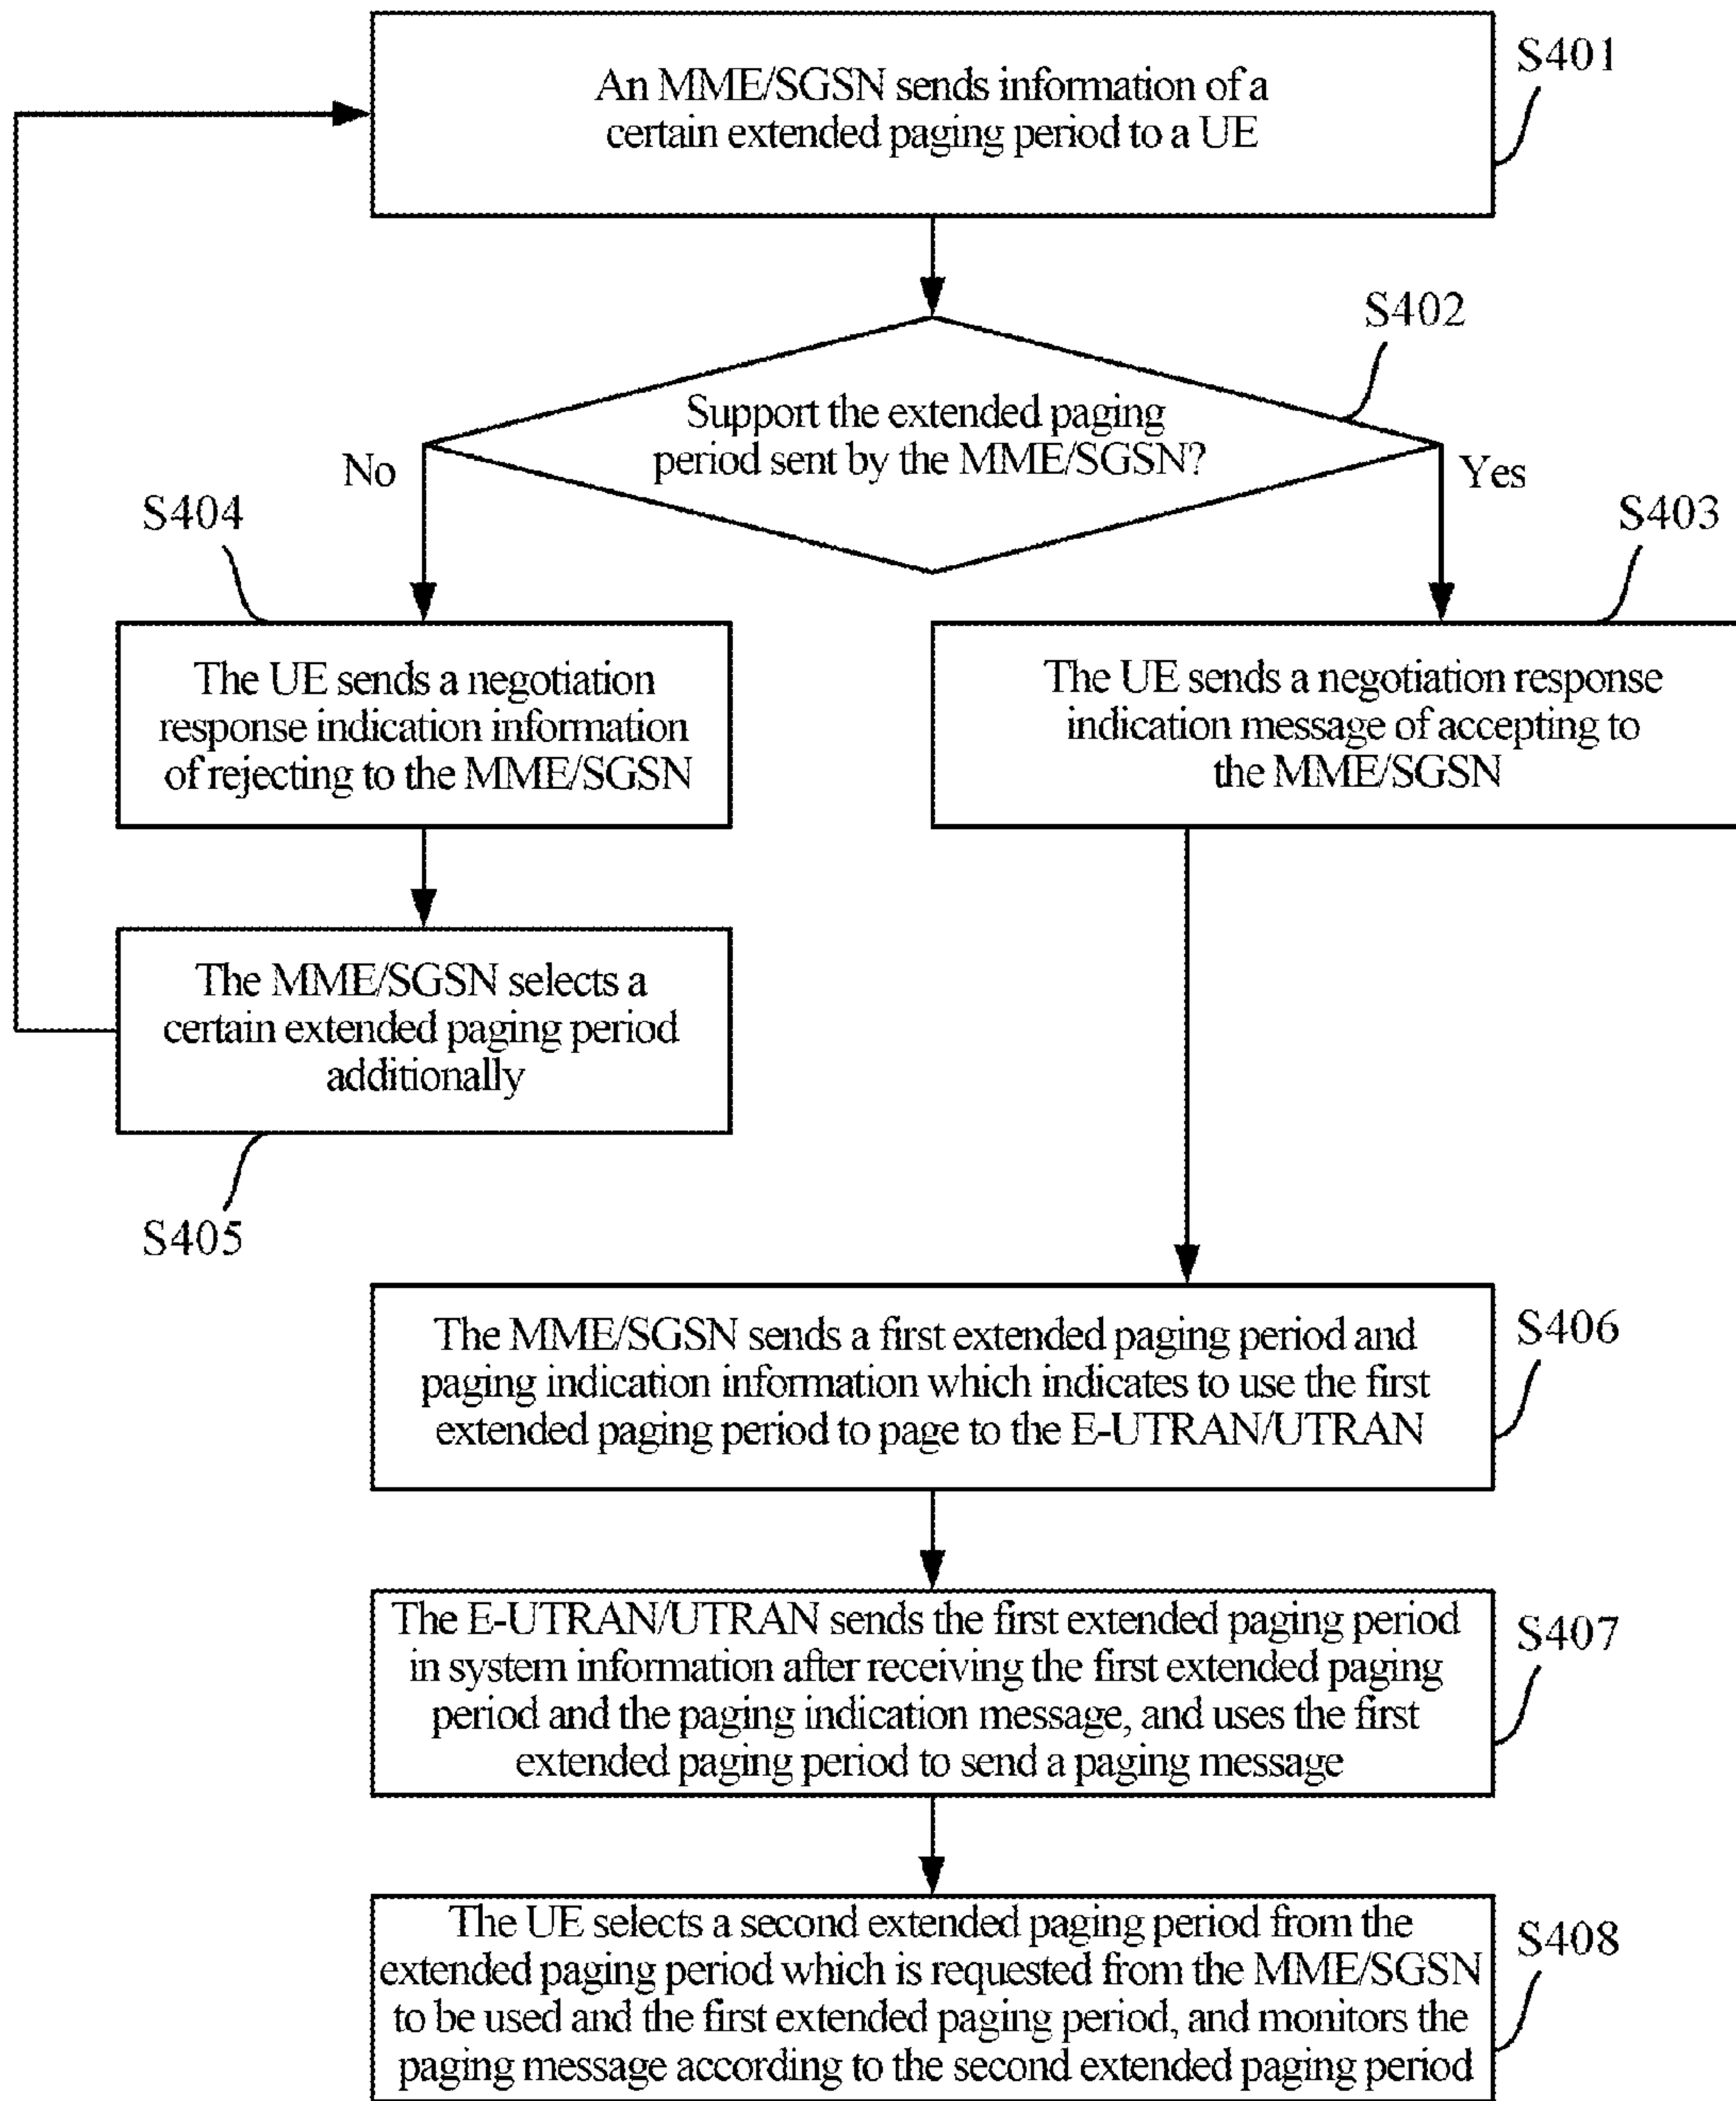 An MME/SGSN sends information of a
certain extended paging period to a UE
S401
S402
Support the extended paging
period sent by the MME/SGSN?
No
Yes
S404
S403
The UE sends a negotiation
response indication information
of rejecting to the MME/SGSN
The UE sends a negotiation response
indication message of accepting to
the MME/SGSN
The MME/SGSN selects a
certain extended paging period
additionally
S405
The MME/SGSN sends a first extended paging period and
paging indication information which indicates to use the first
extended paging period to page to the E-UTRAN/UTRAN
S406
The E-UTRAN/UTRAN sends the first extended paging period
in system information after receiving the first extended paging
period and the paging indication message, and uses the first
extended paging period to send a paging message
S407
The UE selects a second extended paging period from the
extended paging period which is requested from the MME/SGSN
to be used and the first extended paging period, and monitors the
paging message according to the second extended paging period
S408